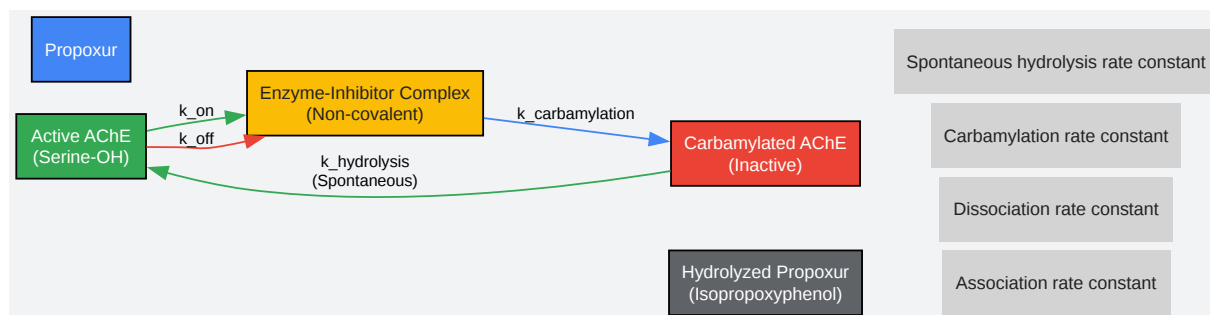 Propoxur
Active AChE
(Serine-OH)
k_on
k_off
Enzyme-Inhibitor Complex
(Non-covalent)
k_carbamylation
k_hydrolysis
(Spontaneous)
Carbamylated AChE
(Inactive)
Hydrolyzed Propoxur
(Isopropoxyphenol)
Spontaneous hydrolysis rate constant
Carbamylation rate constant
Dissociation rate constant
Association rate constant